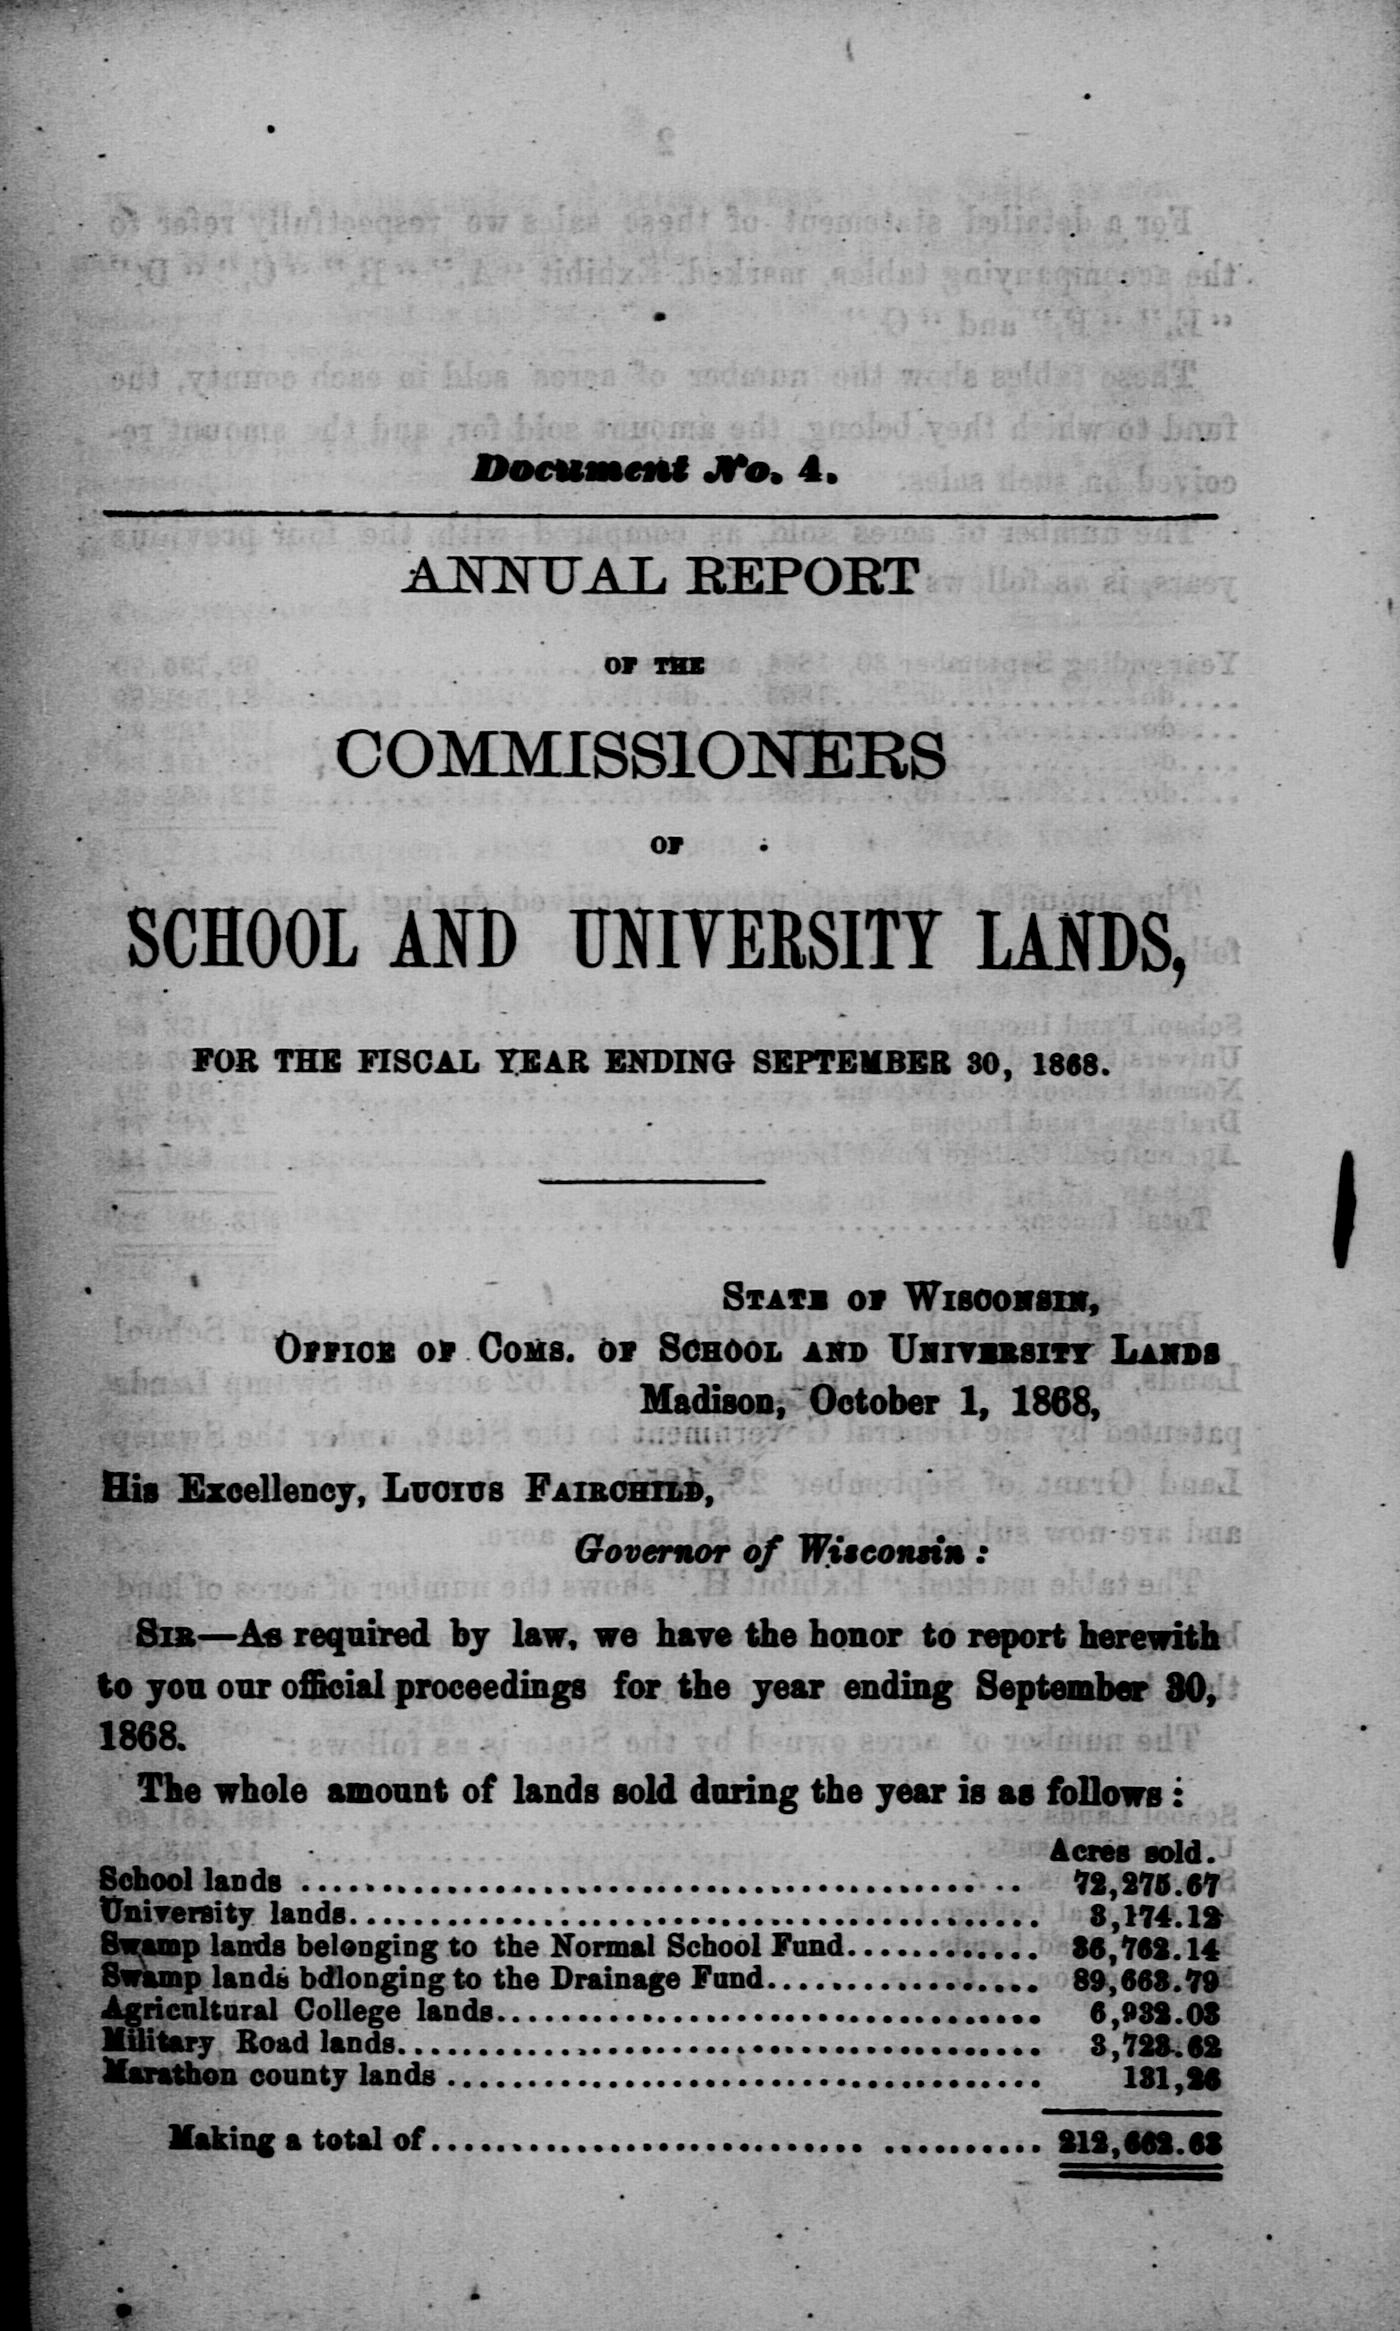 Document No. 4.
ANNUAL REPORT
OF THE
COMMISSIONERS
OF
SCHOOL AND UNIVERSITY LANDS,
FOR THE FISCAL YEAR ENDING SEPTEMBER 30, 1868.
STATE OF WISCONSIN,
OFFICE OF COMS. OF SCHOOL AND UNIVERSITY LANDS
Madison, October 1, 1868,
His Excellency, LUCIUS FAIRCHILD,
Governor of Wisconsin :
SIR—As required by law, we have the honor to report herewith
to you our official proceedings for the year ending September 30,
1868.
The whole amount of lands sold during the year is as follows :
Acres sold.
School lands ............................................. 72,275.67
University lands............................................ 3,174.12
Swamp lands belonging to the Normal School Fund............ 36,762.14
Swamp lands bdlonging to the Drainage Fund................. 89,663.79
Agricultural College lands.................................. 6,932.03
Military Road lands......................................... 3,723.62
Marathon county lands ...................................... 131,26
Making a total of........................... .......... 212,662.63